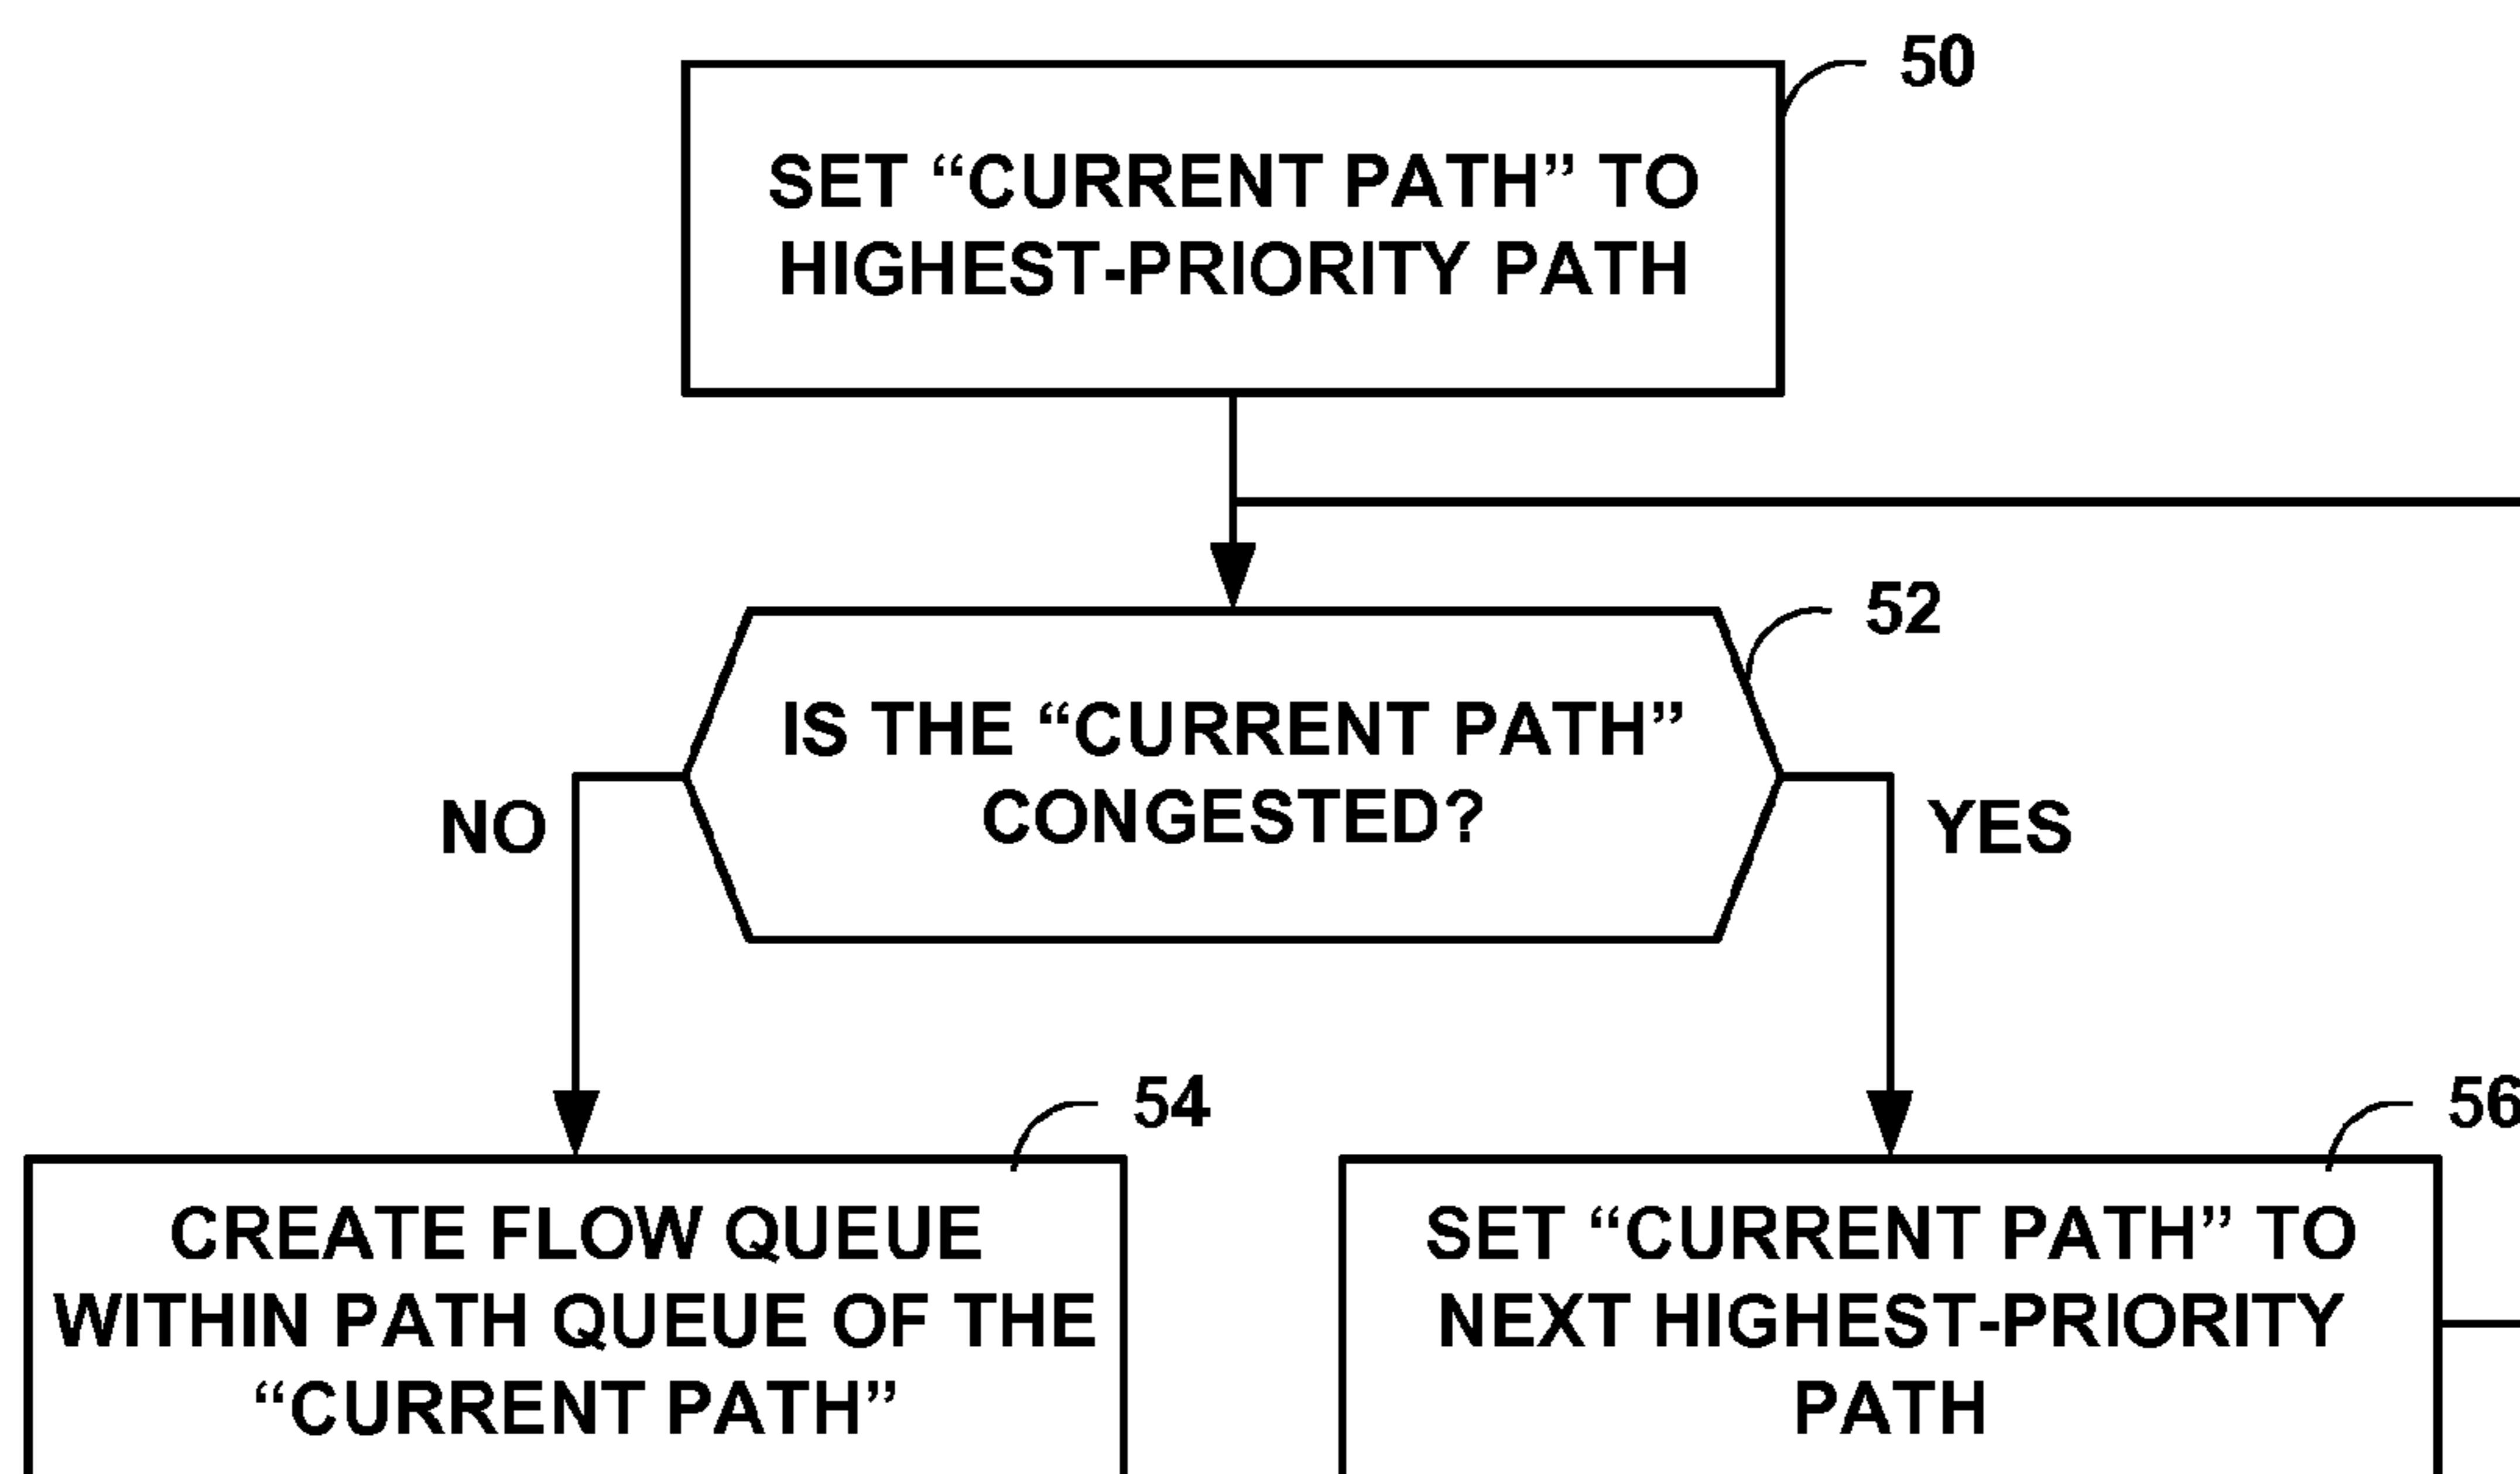 50
SET “CURRENT PATH” TO
HIGHEST-PRIORITY PATH
52
IS THE “CURRENT PATH”
CONGESTED?
NO
YES
54
56
CREATE FLOW QUEUE
WITHIN PATH QUEUE OF THE
“CURRENT PATH”
SET “CURRENT PATH” TO
NEXT HIGHEST-PRIORITY
PATH